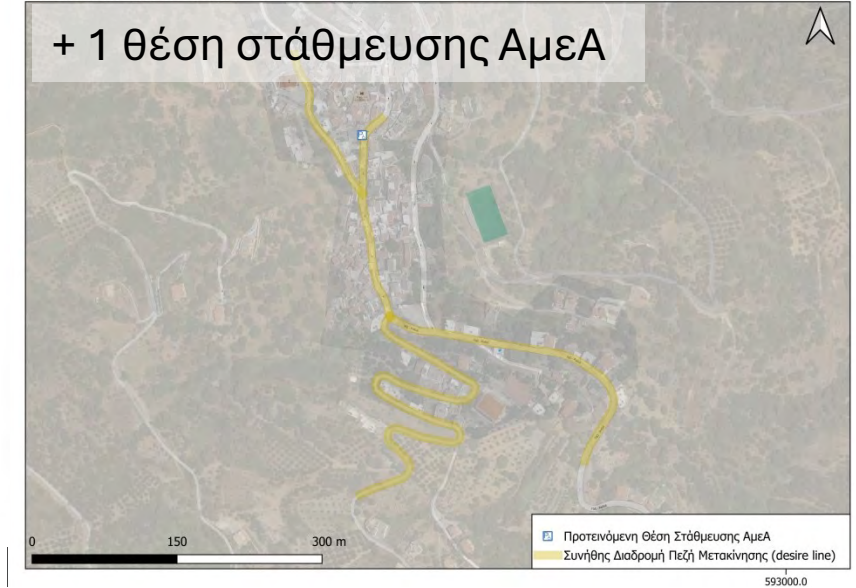 + 1 θέση στάθμευσης ΑμεΑ
0 150 300 m
Προτεινόμενη Θέση Στάθμευσης ΑμεΑ
Συνήθης Διαδρομή Πεζή Μετακίνησης (desire line)
593000.0